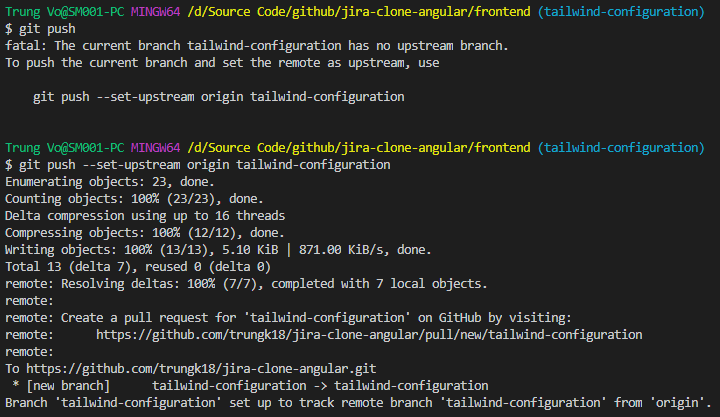 Trung Vo@SM001-PC MINGW64 /d/Source Code/github/jira-clone-angular/frontend (tailwind-configuration)
$ git push
fatal: The current branch tailwind-configuration has no upstream branch.
To push the current branch and set the remote as upstream, use

    git push --set-upstream origin tailwind-configuration

Trung Vo@SM001-PC MINGW64 /d/Source Code/github/jira-clone-angular/frontend (tailwind-configuration)
$ git push --set-upstream origin tailwind-configuration
Enumerating objects: 23, done.
Counting objects: 100% (23/23), done.
Delta compression using up to 16 threads
Compressing objects: 100% (12/12), done.
Writing objects: 100% (13/13), 5.10 KiB | 871.00 KiB/s, done.
Total 13 (delta 7), reused 0 (delta 0)
remote: Resolving deltas: 100% (7/7), completed with 7 local objects.
remote:
remote: Create a pull request for 'tailwind-configuration' on GitHub by visiting:
remote:      https://github.com/trungk18/jira-clone-angular/pull/new/tailwind-configuration
remote:
To https://github.com/trungk18/jira-clone-angular.git
 * [new branch]      tailwind-configuration -> tailwind-configuration
Branch 'tailwind-configuration' set up to track remote branch 'tailwind-configuration' from 'origin'.